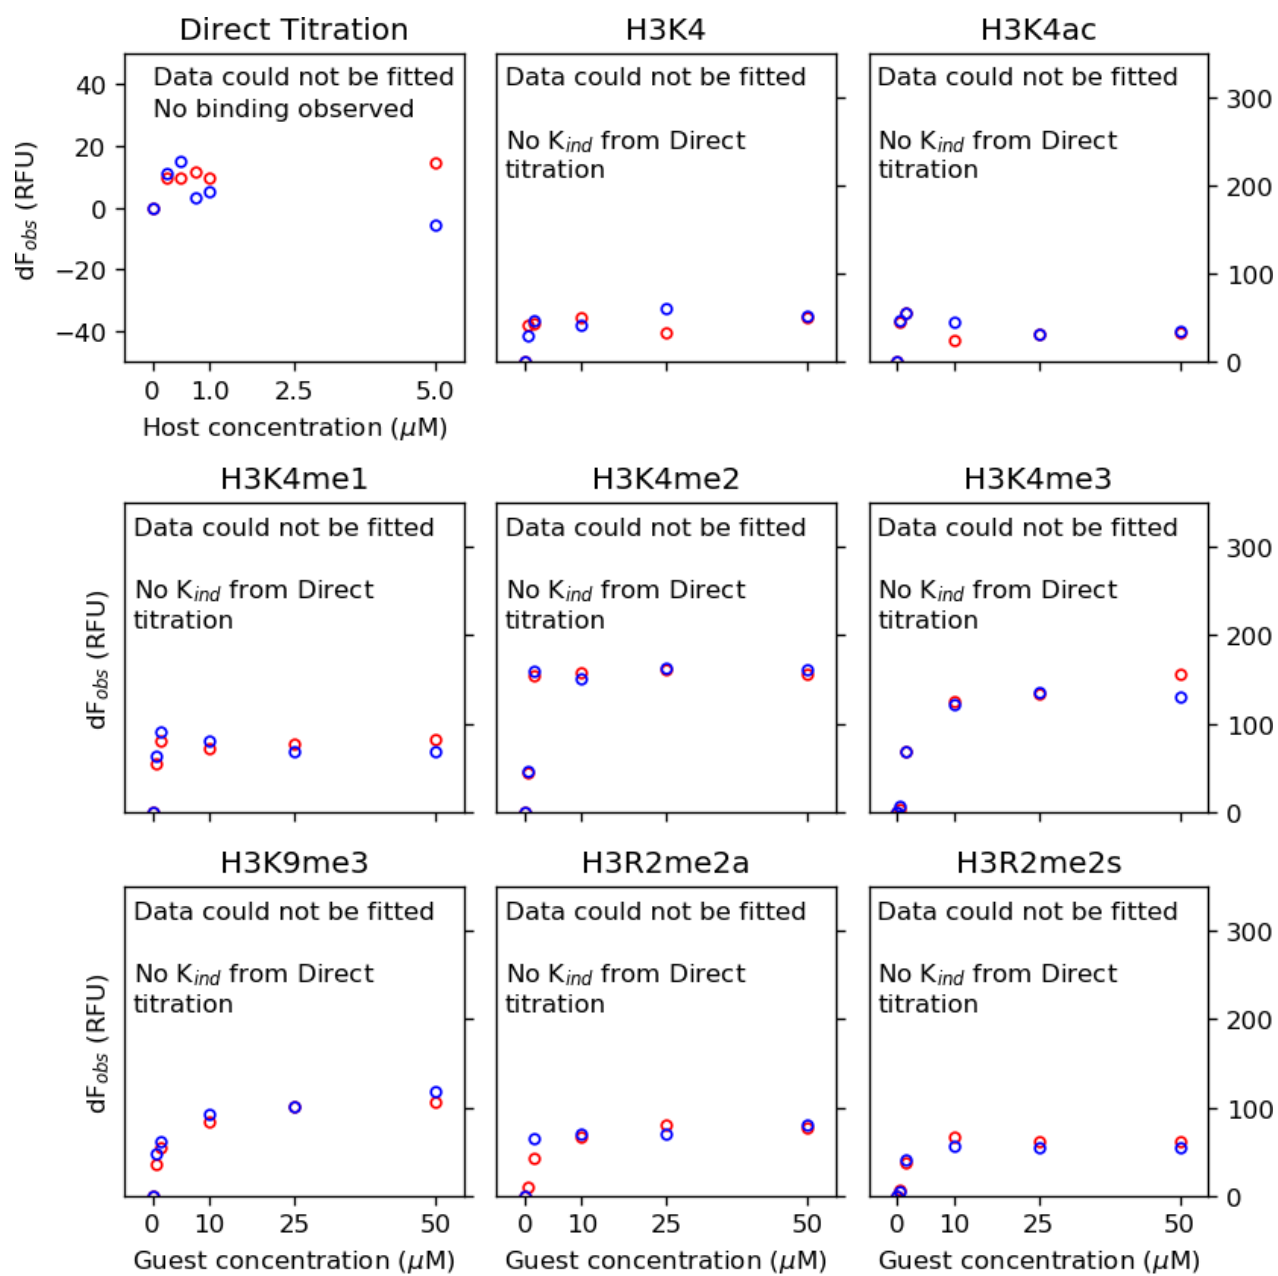 Direct Titration
H3K4
H3K4ac
Data could not be fitted
No binding observed
Data could not be fitted
No K_ind from Direct
titration
Data could not be fitted
No K_ind from Direct
titration
dF_obs (RFU)
40
20
0
−20
−40
300
200
100
0
0 1.0 2.5 5.0
Host concentration (μM)
H3K4me1
H3K4me2
H3K4me3
Data could not be fitted
No K_ind from Direct
titration
Data could not be fitted
No K_ind from Direct
titration
Data could not be fitted
No K_ind from Direct
titration
dF_obs (RFU)
300
200
100
0
H3K9me3
H3R2me2a
H3R2me2s
Data could not be fitted
No K_ind from Direct
titration
Data could not be fitted
No K_ind from Direct
titration
Data could not be fitted
No K_ind from Direct
titration
dF_obs (RFU)
300
200
100
0
0 10 25 50
0 10 25 50
0 10 25 50
Guest concentration (μM)
Guest concentration (μM)
Guest concentration (μM)